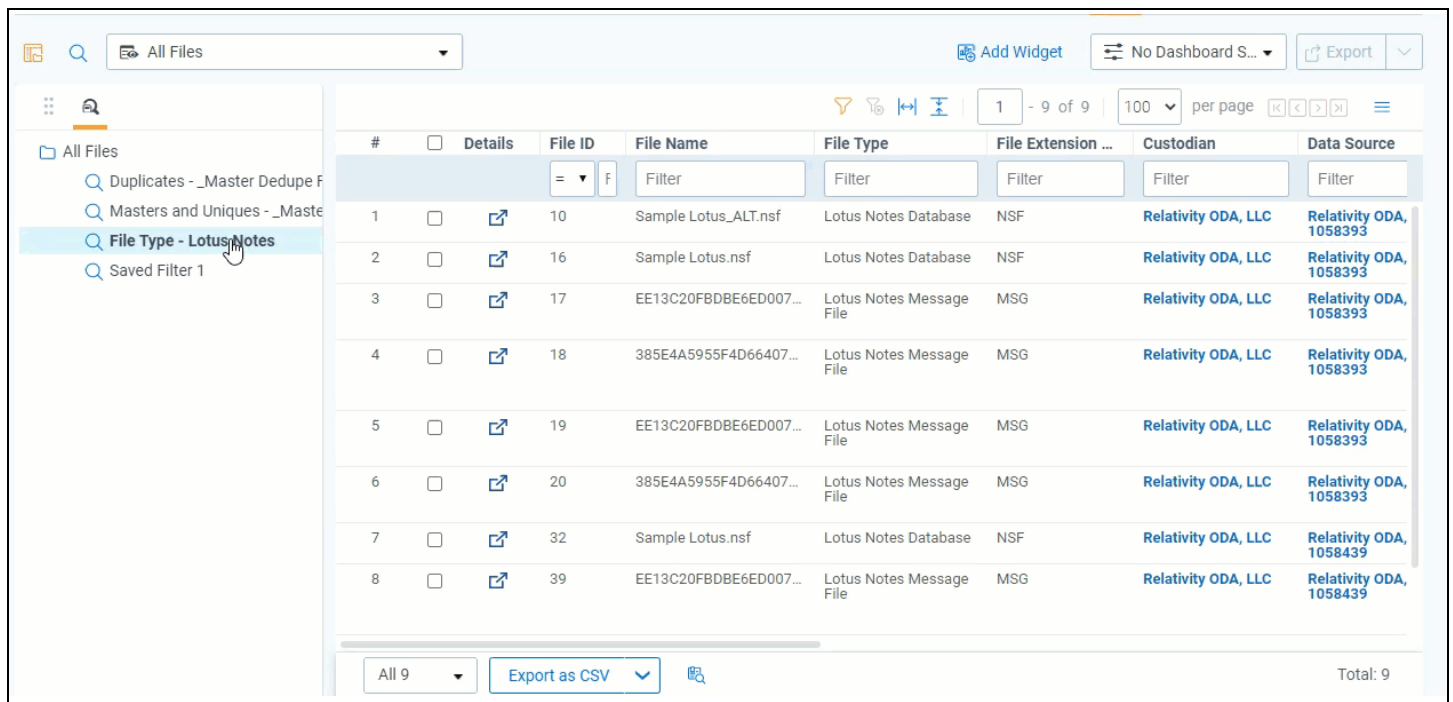 All Files
Add Widget
No Dashboard S...
Export
1 - 9 of 9 100 per page
All Files
Duplicates - _Master Dedupe F
Masters and Uniques - _Maste
File Type - Lotus Notes
Saved Filter 1
# Details File ID File Name File Type File Extension ... Custodian Data Source
= F Filter Filter Filter Filter Filter
1 10 Sample Lotus_ALT.nsf Lotus Notes Database NSF Relativity ODA, LLC Relativity ODA,
1058393
2 16 Sample Lotus.nsf Lotus Notes Database NSF Relativity ODA, LLC Relativity ODA,
1058393
3 17 EE13C20FBDBE6ED007... Lotus Notes Message MSG Relativity ODA, LLC Relativity ODA,
File 1058393
4 18 385E4A5955F4D66407... Lotus Notes Message MSG Relativity ODA, LLC Relativity ODA,
File 1058393
5 19 EE13C20FBDBE6ED007... Lotus Notes Message MSG Relativity ODA, LLC Relativity ODA,
File 1058393
6 20 385E4A5955F4D66407... Lotus Notes Message MSG Relativity ODA, LLC Relativity ODA,
File 1058393
7 32 Sample Lotus.nsf Lotus Notes Database NSF Relativity ODA, LLC Relativity ODA,
1058439
8 39 EE13C20FBDBE6ED007... Lotus Notes Message MSG Relativity ODA, LLC Relativity ODA,
File 1058439
All 9
Export as CSV
Total: 9